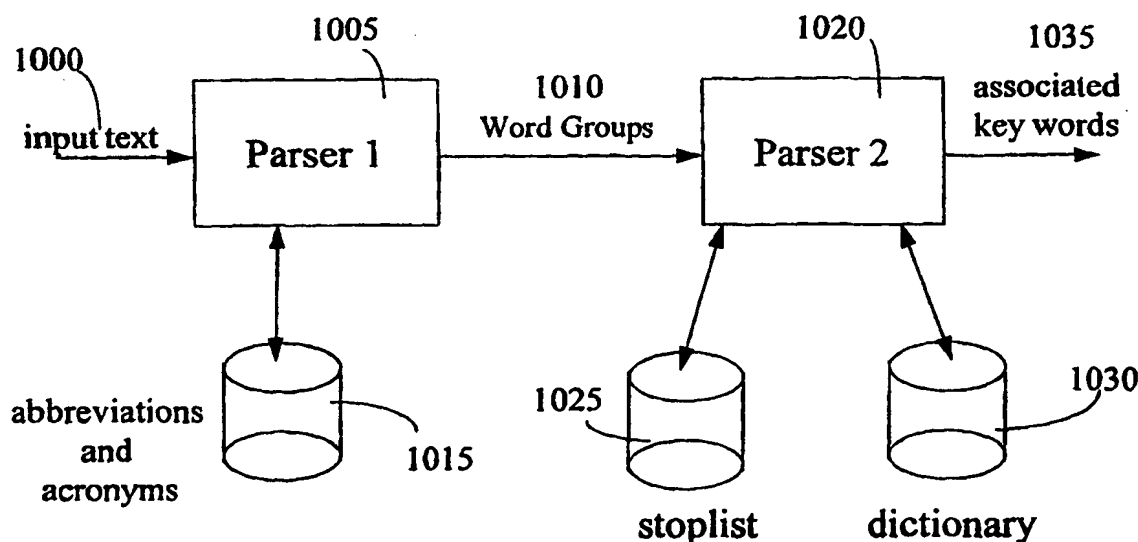 1000
input text
1005
Parser 1
1010
Word Groups
1020
Parser 2
1035
associated
key words
abbreviations
and
acronyms
1015
1025
stoplist
1030
dictionary